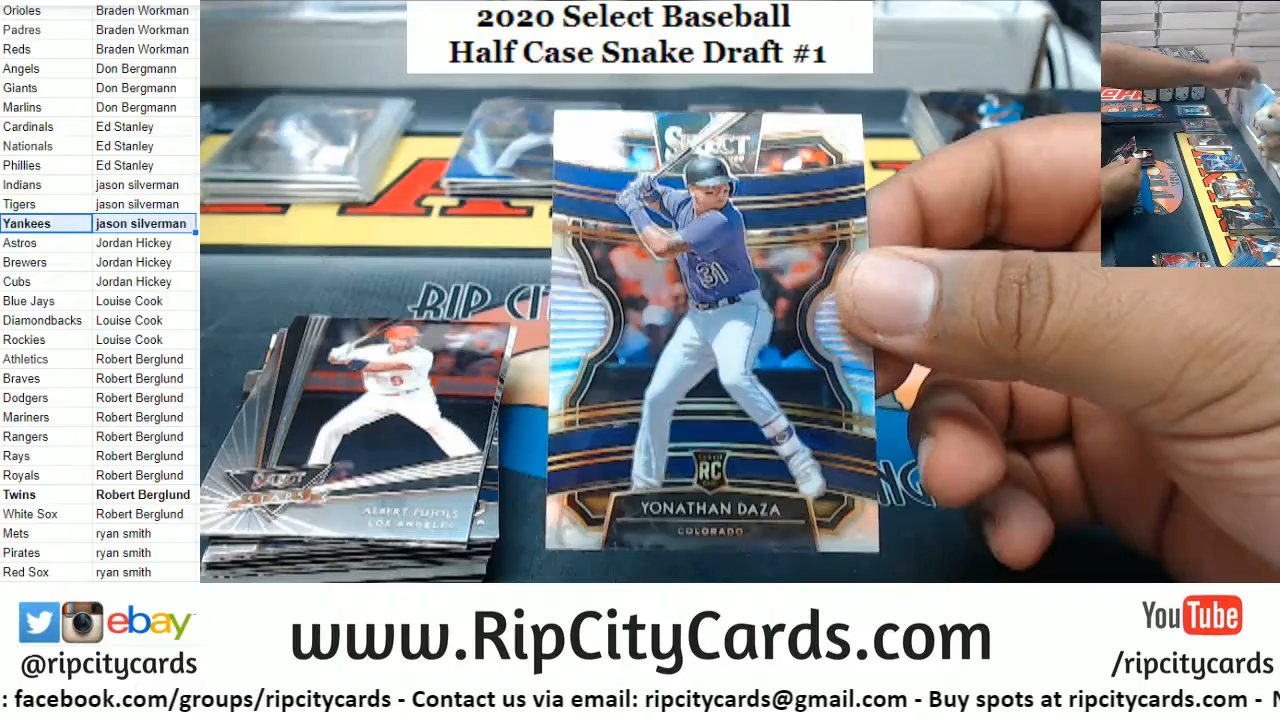 2020 Select Baseball
Half Case Snake Draft #1
Orioles Braden Workman
Padres Braden Workman
Reds Braden Workman
Angels Don Bergmann
Giants Don Bergmann
Marlins Don Bergmann
Cardinals Ed Stanley
Nationals Ed Stanley
Phillies Ed Stanley
Indians jason silverman
Tigers jason silverman
Yankees jason silverman
Astros Jordan Hickey
Brewers Jordan Hickey
Cubs Jordan Hickey
Blue Jays Louise Cook
Diamondbacks Louise Cook
Rockies Louise Cook
Athletics Robert Berglund
Braves Robert Berglund
Dodgers Robert Berglund
Mariners Robert Berglund
Rangers Robert Berglund
Rays Robert Berglund
Royals Robert Berglund
Twins Robert Berglund
White Sox Robert Berglund
Mets ryan smith
Pirates ryan smith
Red Sox ryan smith
SELECT
31
ROOKIE
RC
YONATHAN DAZA
COLORADO
RIP CI
SELECT
STARS
ALBERT PUJOLS
LOS ANGELES
ebay
@ripcitycards
www.RipCityCards.com
YouTube
/ripcitycards
: facebook.com/groups/ripcitycards - Contact us via email: ripcitycards@gmail.com - Buy spots at ripcitycards.com - N